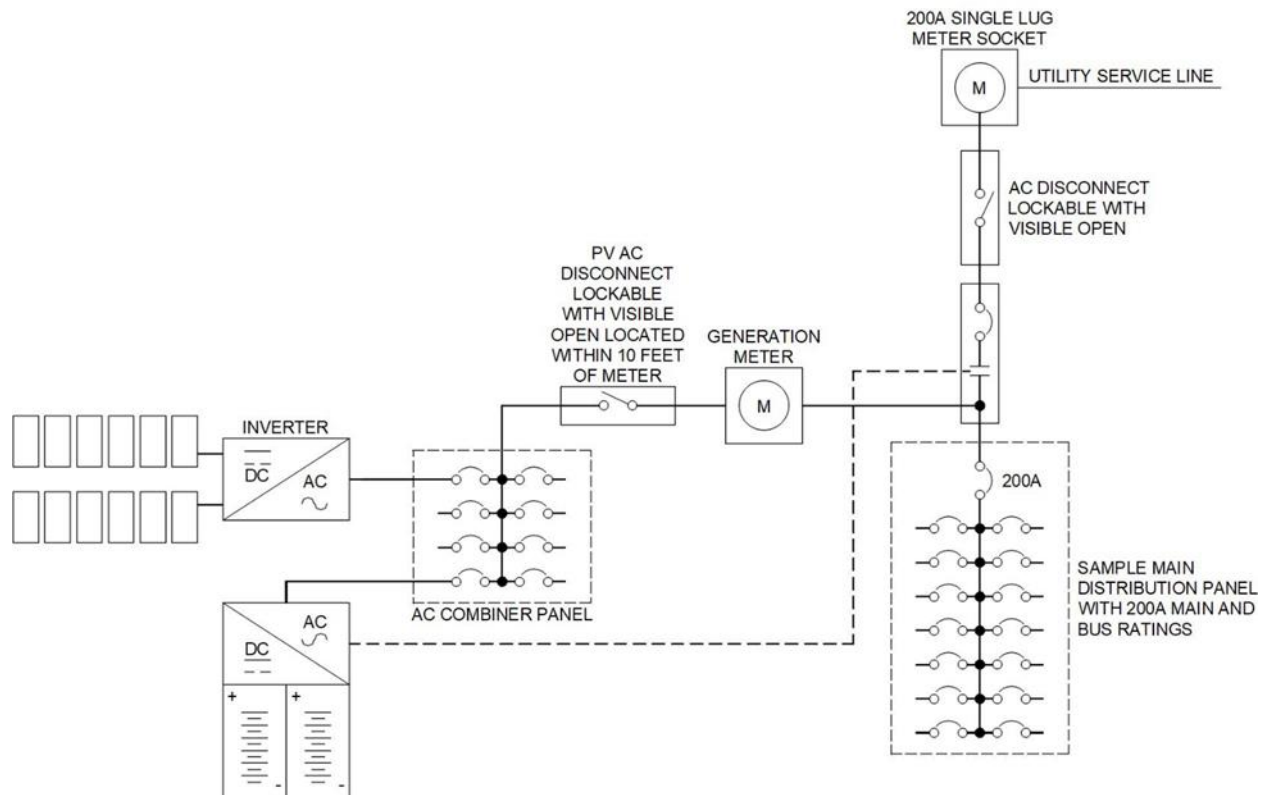 200A SINGLE LUG
METER SOCKET
M
UTILITY SERVICE LINE
AC DISCONNECT
LOCKABLE WITH
VISIBLE OPEN
PV AC
DISCONNECT
LOCKABLE
WITH VISIBLE
OPEN LOCATED
WITHIN 10 FEET
OF METER
GENERATION
METER
M
INVERTER
DC
AC
200A
AC COMBINER PANEL
SAMPLE MAIN
DISTRIBUTION PANEL
WITH 200A MAIN AND
BUS RATINGS
AC
DC
+ +
- -